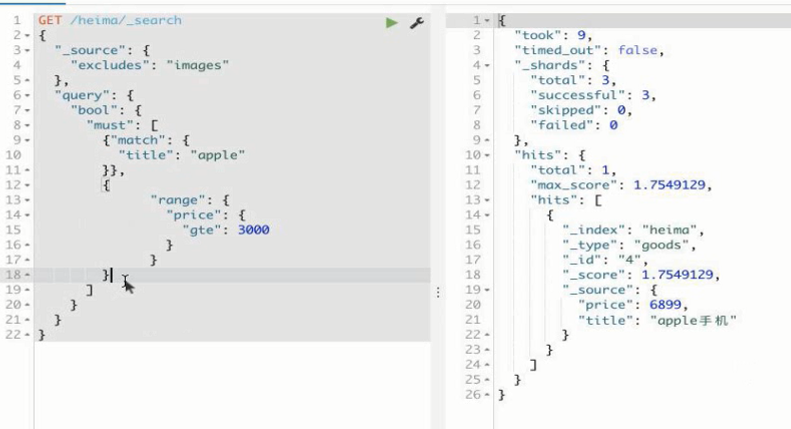 1 GET /heima/_search
2 {
3 "_source": {
4 "excludes": "images"
5 },
6 "query": {
7 "bool": {
8 "must": [
9 {"match": {
10 "title": "apple"
11 }},
12 {
13 "range": {
14 "price": {
15 "gte": 3000
16 }
17 }
18 }
19 ]
20 }
21 }
22 }
1 {
2 "took": 9,
3 "timed_out": false,
4 "_shards": {
5 "total": 3,
6 "successful": 3,
7 "skipped": 0,
8 "failed": 0
9 },
10 "hits": {
11 "total": 1,
12 "max_score": 1.7549129,
13 "hits": [
14 {
15 "_index": "heima",
16 "_type": "goods",
17 "_id": "4",
18 "_score": 1.7549129,
19 "_source": {
20 "price": 6899,
21 "title": "apple手机"
22 }
23 }
24 ]
25 }
26 }